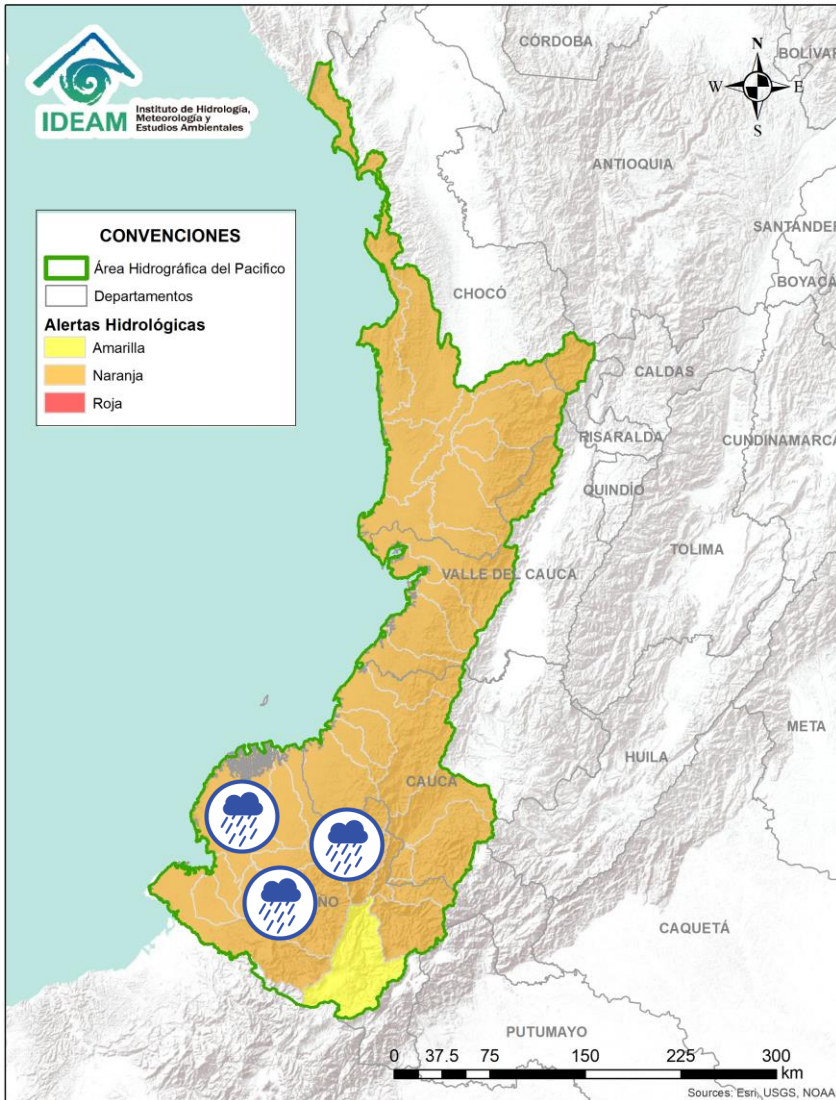 CÓRDOBA
BOLÍVAR
N
W
E
S
IDEAM
Instituto de Hidrología,
Meteorología y
Estudios Ambientales
ANTIOQUIA
SANTANDER
CONVENCIONES
Área Hidrográfica del Pacifico
Departamentos
Alertas Hidrológicas
Amarilla
Naranja
Roja
BOYACÁ
CHOCÓ
CALDAS
RISARALDA
CUNDINAMARCA
QUINDÍO
TOLIMA
VALLE DEL CAUCA
META
HUILA
CAUCA
ÑO
CAQUETÁ
PUTUMAYO
0 37.5 75 150 225 300
km
Sources: Esri, USGS, NOAA